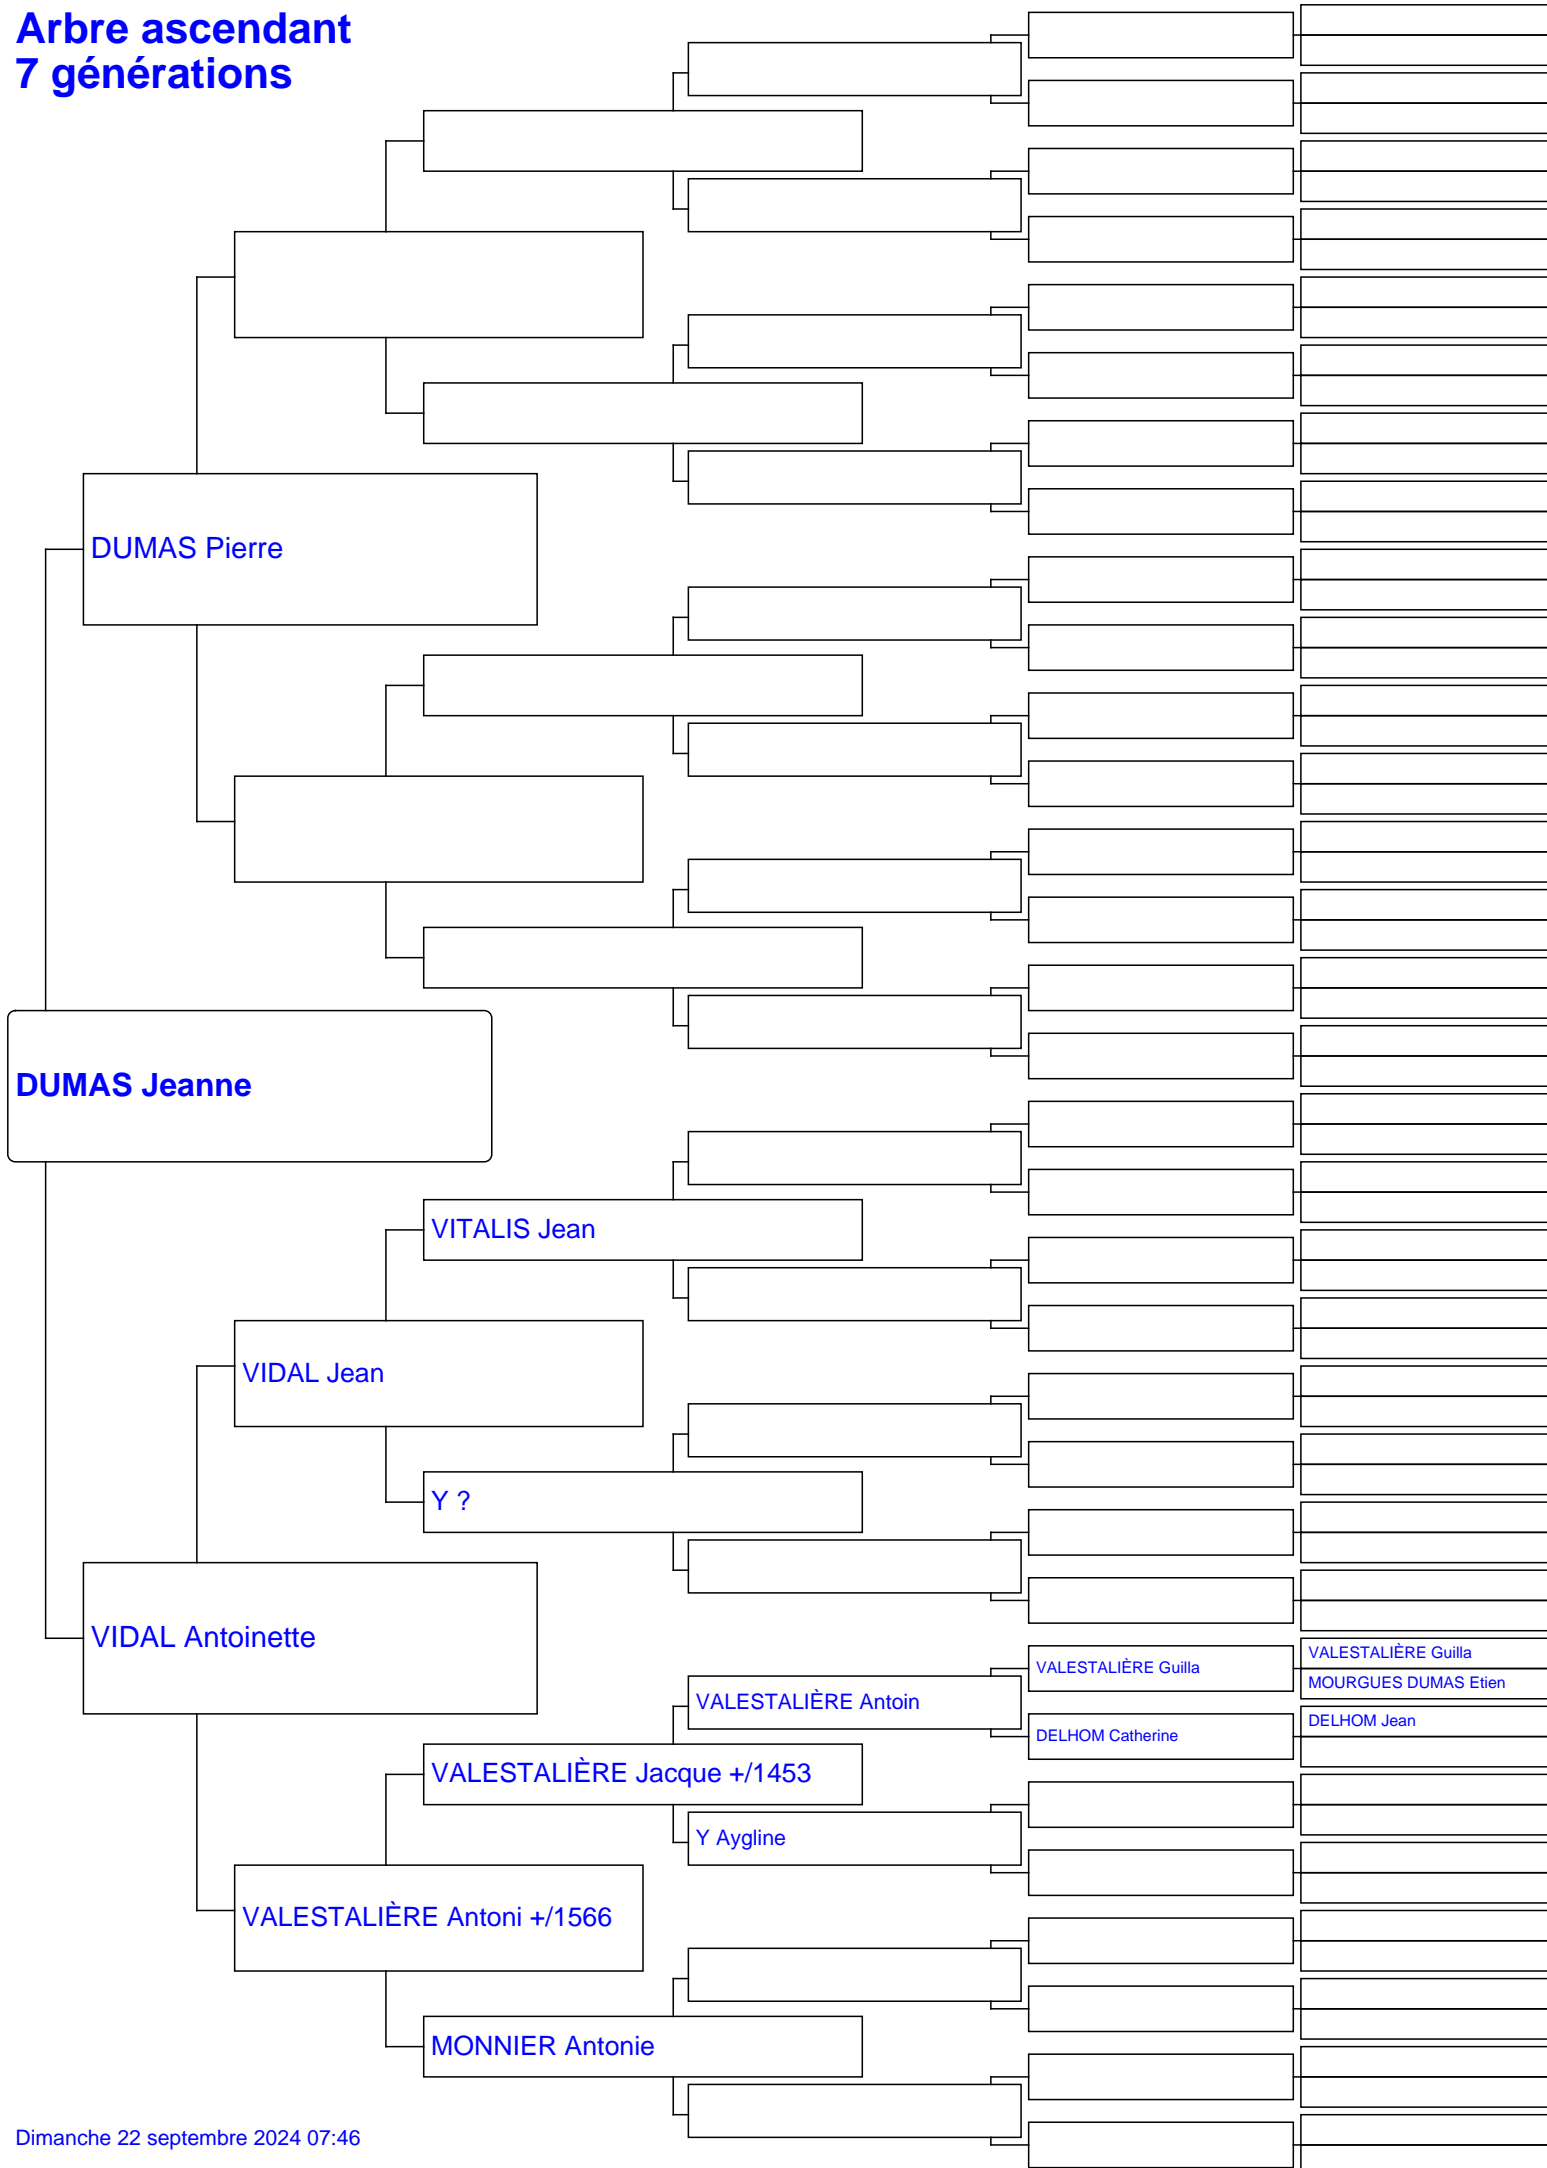 Arbre ascendant
7 générations
DUMAS Pierre
DUMAS Jeanne
VITALIS Jean
VIDAL Jean
Y ?
VIDAL Antoinette
VALESTALIÈRE Guilla
VALESTALIÈRE Guilla
MOURGUES DUMAS Etien
VALESTALIÈRE Antoin
DELHOM Catherine
DELHOM Jean
VALESTALIÈRE Jacque +/1453
Y Aygline
VALESTALIÈRE Antoni +/1566
MONNIER Antonie
Dimanche 22 septembre 2024 07:46